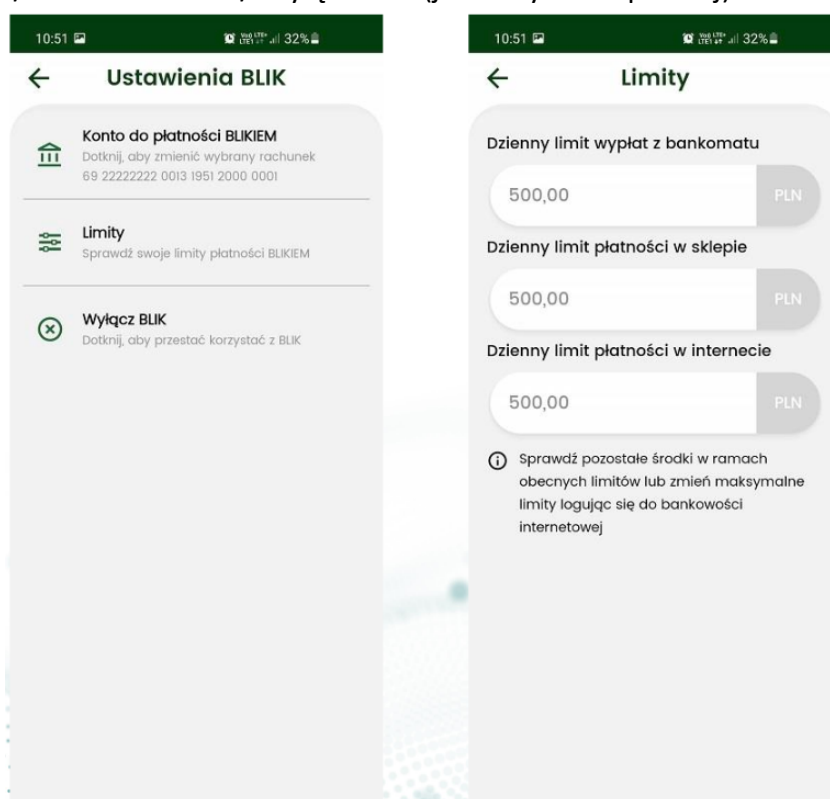 10:51
32%
Ustawienia BLIK
Konto do płatności BLIKIEM
Dotknij, aby zmienić wybrany rachunek
69 22222222 0013 1951 2000 0001
Limity
Sprawdź swoje limity płatności BLIKIEM
Wyłącz BLIK
Dotknij, aby przestać korzystać z BLIK
10:51
32%
Limity
Dzienny limit wypłat z bankomatu
500,00 PLN
Dzienny limit płatności w sklepie
500,00 PLN
Dzienny limit płatności w internecie
500,00 PLN
Sprawdź pozostałe środki w ramach
obecnych limitów lub zmień maksymalne
limity logując się do bankowości
internetowej